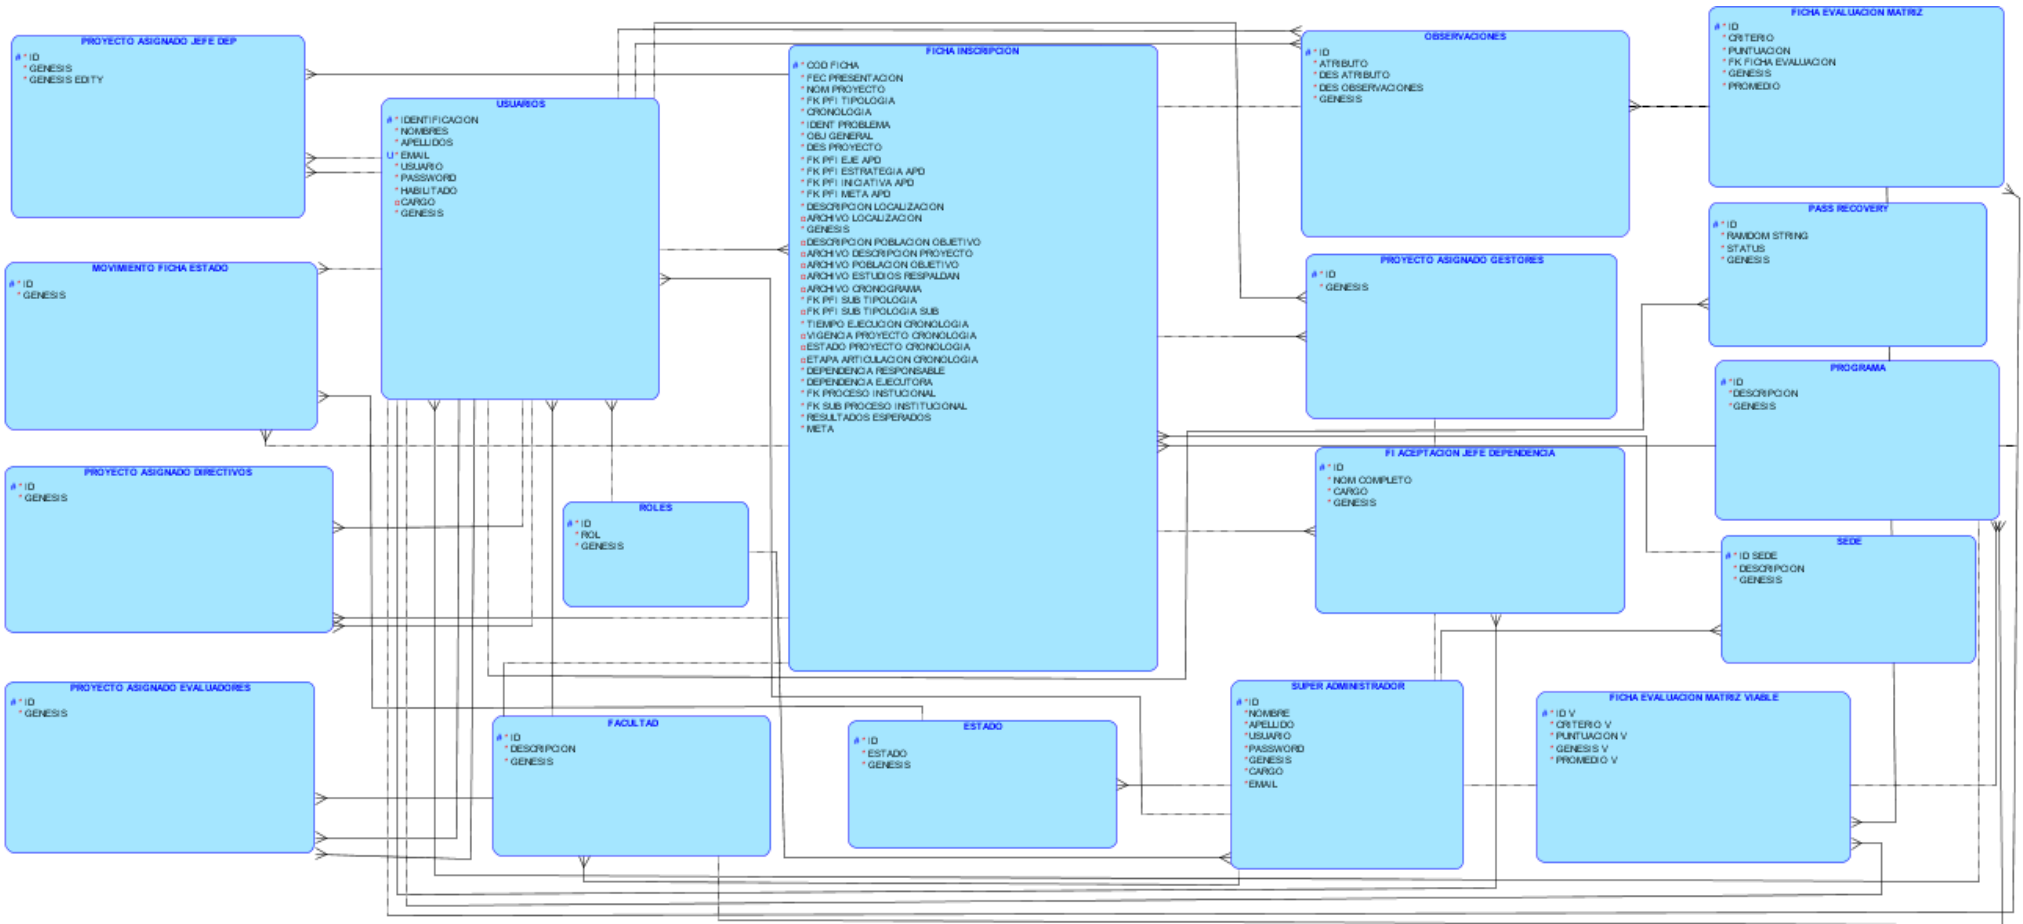 PROYECTO ASIGNADO JEFE DEP
# * ID
* GENESIS
* GENESIS EDITY
USUARIOS
# * IDENTIFICACION
* NOMBRES
* APELLIDOS
U * EMAIL
* USUARIO
* PASSWORD
* HABILITADO
CARGO
* GENESIS
FICHA INSCRIPCION
# * COD FICHA
* FEC PRESENTACION
* NOM PROYECTO
* FK PFI TIPOLOGIA
* CRONOLOGIA
* IDENT PROBLEMA
* OBJ GENERAL
* DES PROYECTO
* FK PFI EJE APD
* FK PFI ESTRATEGIA APD
* FK PFI INICIATIVA APD
* FK PFI META APD
* DESCRIPCION LOCALIZACION
ARCHIVO LOCALIZACION
* GENESIS
DESCRIPCION POBLACION OBJETIVO
ARCHIVO DESCRIPCION PROYECTO
ARCHIVO POBLACION OBJETIVO
ARCHIVO ESTUDIOS RESPALDAN
ARCHIVO CRONOGRAMA
* FK PFI SUB TIPOLOGIA
FK PFI SUB TIPOLOGIA SUB
* TIEMPO EJECUCION CRONOLOGIA
VIGENCIA PROYECTO CRONOLOGIA
ESTADO PROYECTO CRONOLOGIA
ETAPA ARTICULACION CRONOLOGIA
* DEPENDENCIA RESPONSABLE
* DEPENDENCIA EJECUTORA
* FK PROCESO INSTUCIONAL
* FK SUB PROCESO INSTITUCIONAL
* RESULTADOS ESPERADOS
* META
OBSERVACIONES
# * ID
* ATRIBUTO
* DES ATRIBUTO
* DES OBSERVACIONES
* GENESIS
FICHA EVALUACION MATRIZ
# * ID
* CRITERIO
* PUNTUACION
* FK FICHA EVALUACION
* GENESIS
* PROMEDIO
PASS RECOVERY
# * ID
* RAMDOM STRING
* STATUS
* GENESIS
MOVIMIENTO FICHA ESTADO
# * ID
* GENESIS
PROYECTO ASIGNADO GESTORES
# * ID
* GENESIS
PROGRAMA
# * ID
* DESCRIPCION
* GENESIS
PROYECTO ASIGNADO DIRECTIVOS
# * ID
* GENESIS
ROLES
# * ID
* ROL
* GENESIS
FI ACEPTACION JEFE DEPENDENCIA
# * ID
* NOM COMPLETO
* CARGO
* GENESIS
SEDE
# * ID SEDE
* DESCRIPCION
* GENESIS
PROYECTO ASIGNADO EVALUADORES
# * ID
* GENESIS
FACULTAD
# * ID
* DESCRIPCION
* GENESIS
ESTADO
# * ID
* ESTADO
* GENESIS
SUPER ADMINISTRADOR
# * ID
* NOMBRE
* APELLIDO
* USUARIO
* PASSWORD
* GENESIS
* CARGO
* EMAIL
FICHA EVALUACION MATRIZ VIABLE
# * ID V
* CRITERIO V
* PUNTUACION V
* GENESIS V
* PROMEDIO V